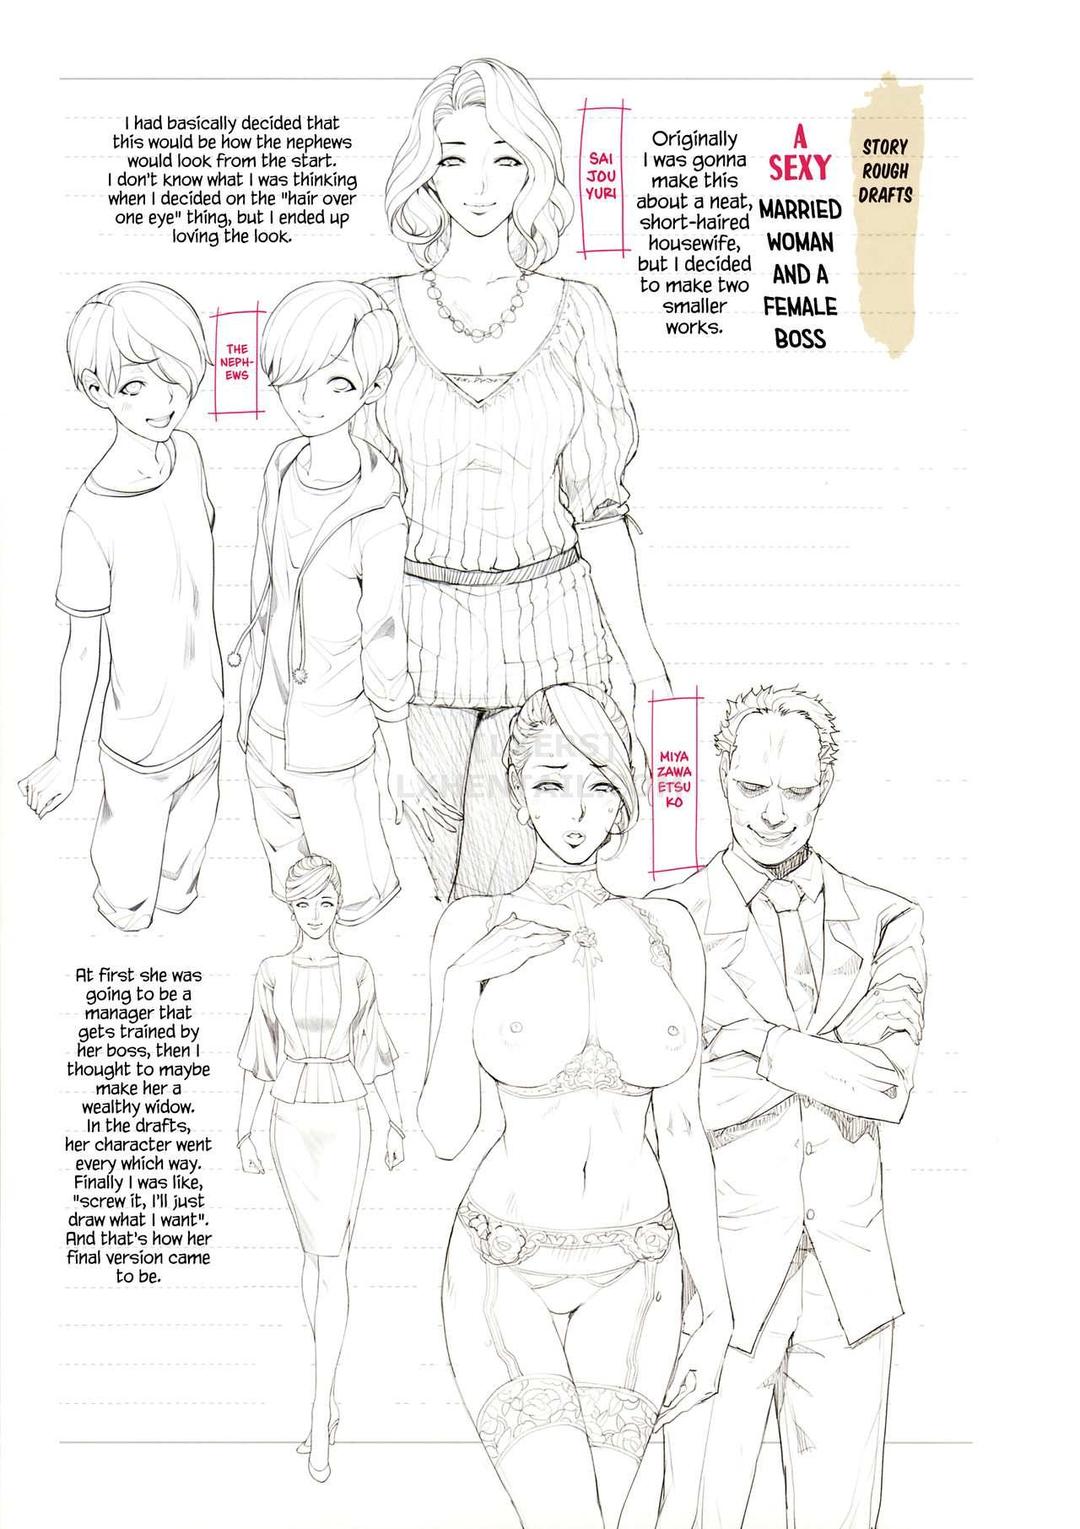 STORY
ROUGH
DRAFTS
A
SEXY
MARRIED
WOMAN
AND A
FEMALE
BOSS
Originally
I was gonna
make this
about a neat,
short-haired
housewife,
but I decided
to make two
smaller
works.
SAI
JOU
YURI
I had basically decided that
this would be how the nephews
would look from the start.
I don't know what I was thinking
when I decided on the "hair over
one eye" thing, but I ended up
loving the look.
THE
NEPH-
EWS
MIYA
ZAWA
ETSU
KO
At first she was
going to be a
manager that
gets trained by
her boss, then I
thought to maybe
make her a
wealthy widow.
In the drafts,
her character went
every which way.
Finally I was like,
"screw it, I'll just
draw what I want".
And that's how her
final version came
to be.